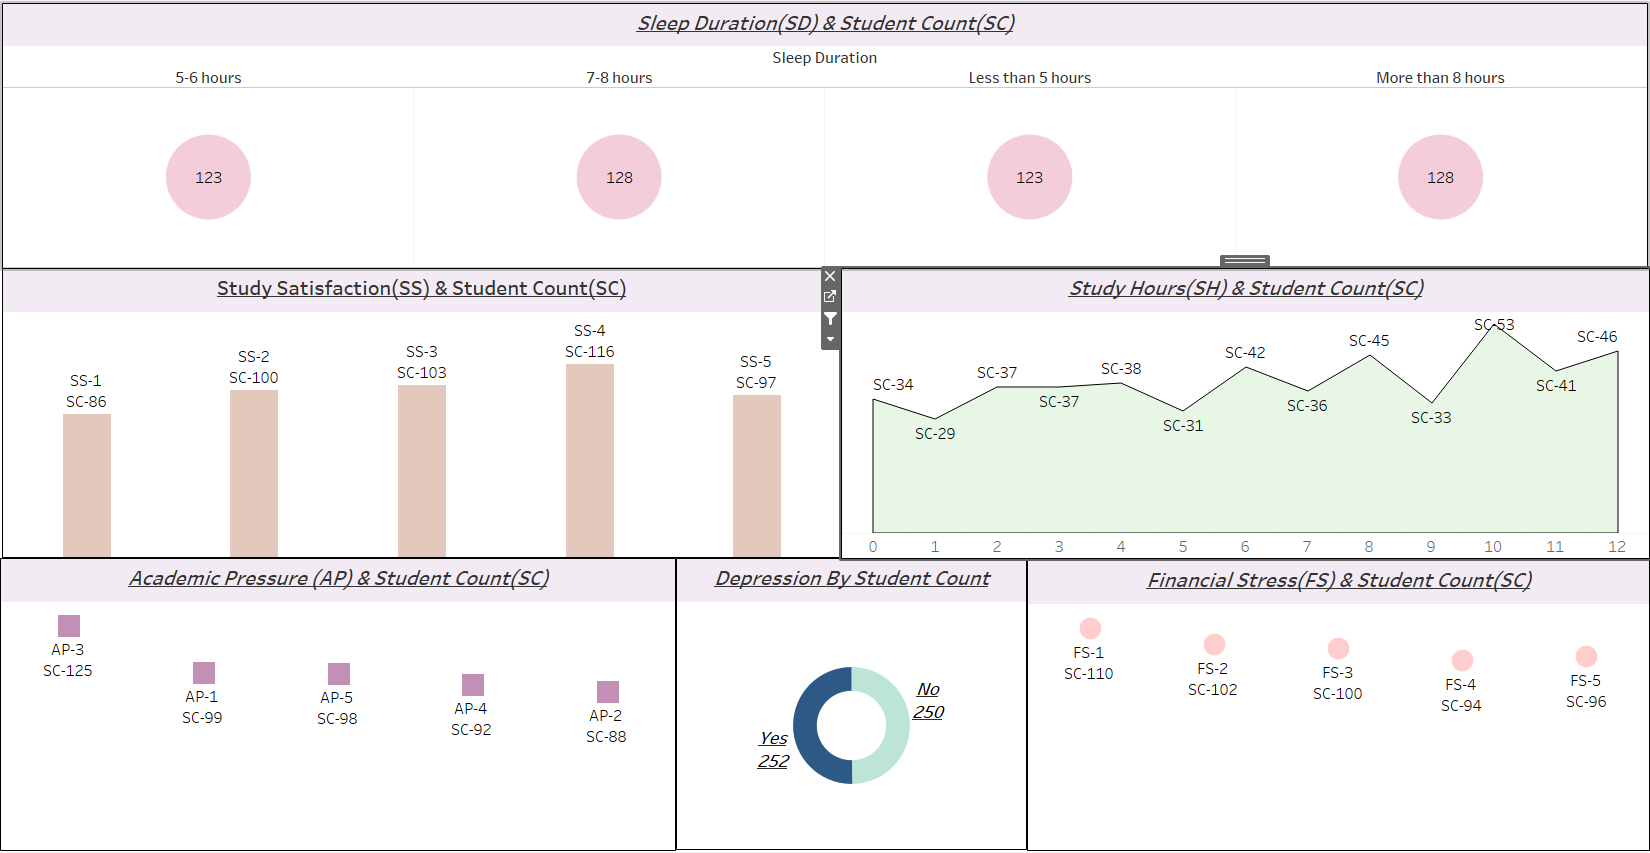 Sleep Duration(SD) & Student Count(SC)
Sleep Duration
5-6 hours
7-8 hours
Less than 5 hours
More than 8 hours
123
128
123
128
Study Satisfaction(SS) & Student Count(SC)
SS-1
SC-86
SS-2
SC-100
SS-3
SC-103
SS-4
SC-116
SS-5
SC-97
Study Hours(SH) & Student Count(SC)
SC-34
SC-29
SC-37
SC-37
SC-38
SC-31
SC-42
SC-36
SC-45
SC-33
SC-53
SC-41
SC-46
0 1 2 3 4 5 6 7 8 9 10 11 12
Academic Pressure (AP) & Student Count(SC)
AP-3
SC-125
AP-1
SC-99
AP-5
SC-98
AP-4
SC-92
AP-2
SC-88
Depression By Student Count
No
250
Yes
252
Financial Stress(FS) & Student Count(SC)
FS-1
SC-110
FS-2
SC-102
FS-3
SC-100
FS-4
SC-94
FS-5
SC-96